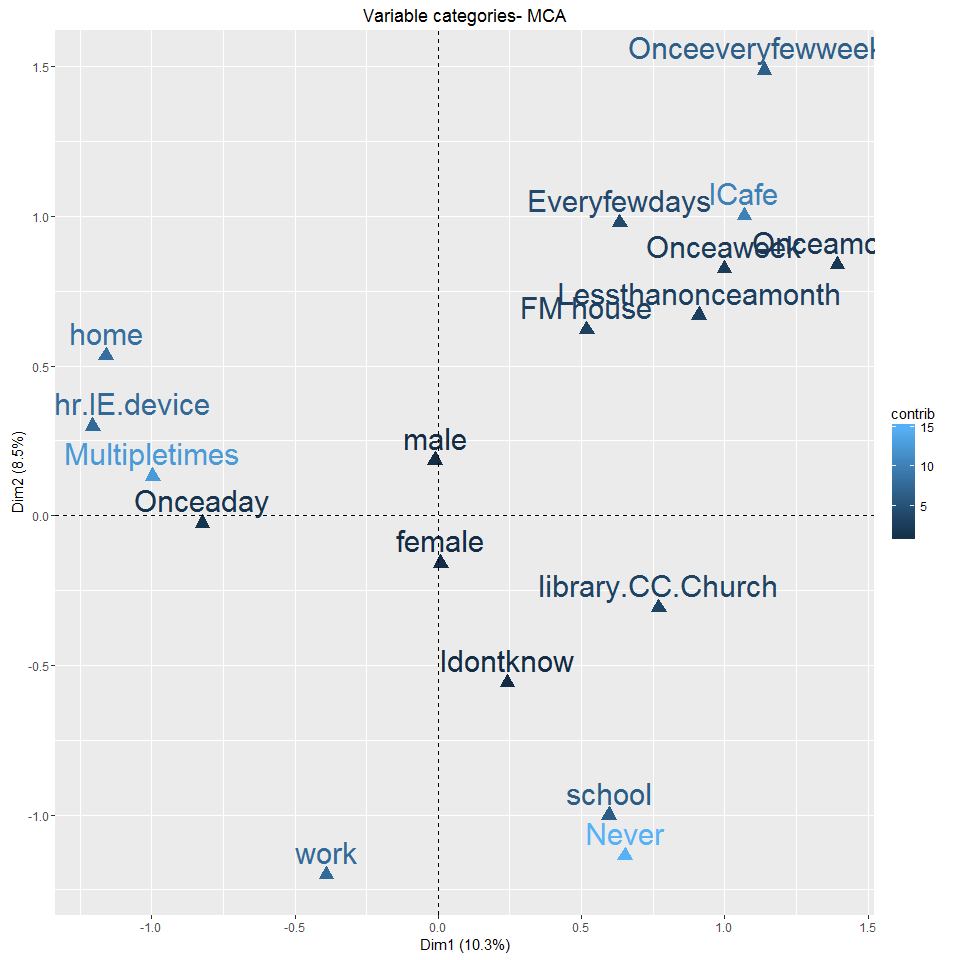 Variable categories- MCA
Onceeveryfewweek
ICafe
Everyfewdays
Onceamo
Onceaweek
Lessthanonceamonth
FM house
home
hr.IE.device
Multipletimes
male
Onceaday
female
library.CC.Church
Idontknow
school
Never
work
1.5
1.0
0.5
0.0
-0.5
-1.0
Dim2 (8.5%)
-1.0
-0.5
0.0
0.5
1.0
1.5
Dim1 (10.3%)
contrib
15
10
5